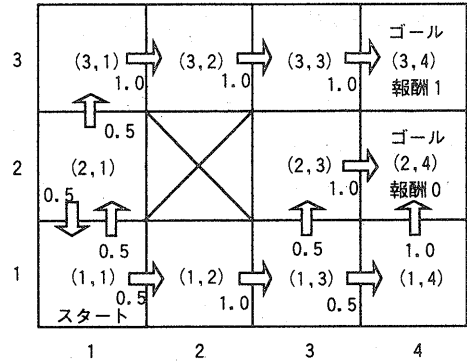 ゴール
3 (3,1) (3,2) (3,3) (3,4)
1.0 1.0 1.0 報酬1
0.5
ゴール
2 (2,1) (2,3) (2,4)
0.5 1.0 報酬0
0.5 0.5 1.0
1 (1,1) (1,2) (1,3) (1,4)
スタート 0.5 1.0 0.5
1 2 3 4